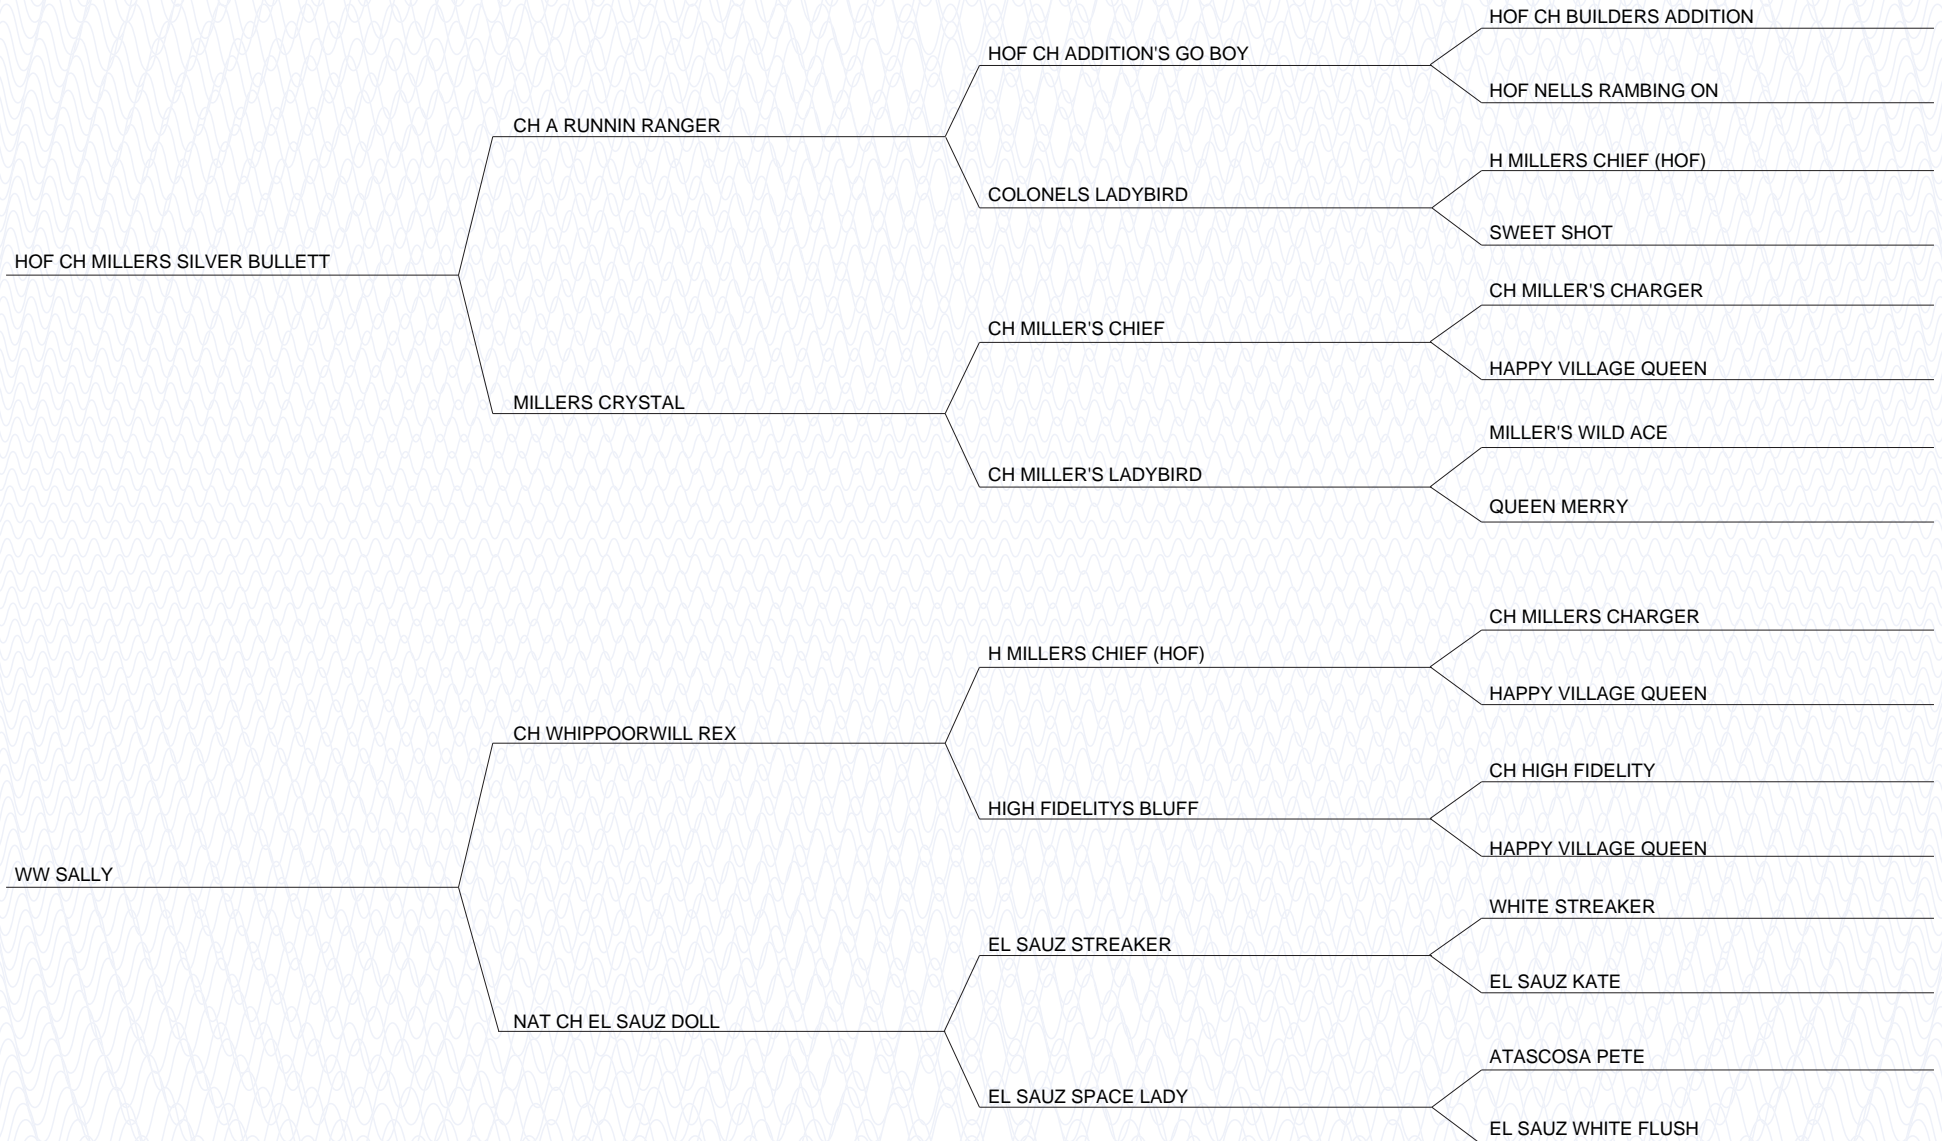 HOF CH BUILDERS ADDITION
HOF CH ADDITION'S GO BOY
HOF NELLS RAMBING ON
CH A RUNNIN RANGER
H MILLERS CHIEF (HOF)
COLONELS LADYBIRD
SWEET SHOT
HOF CH MILLERS SILVER BULLETT
CH MILLER'S CHARGER
CH MILLER'S CHIEF
HAPPY VILLAGE QUEEN
MILLERS CRYSTAL
MILLER'S WILD ACE
CH MILLER'S LADYBIRD
QUEEN MERRY
CH MILLERS CHARGER
H MILLERS CHIEF (HOF)
HAPPY VILLAGE QUEEN
CH WHIPPOORWILL REX
CH HIGH FIDELITY
HIGH FIDELITYS BLUFF
HAPPY VILLAGE QUEEN
WW SALLY
WHITE STREAKER
EL SAUZ STREAKER
EL SAUZ KATE
NAT CH EL SAUZ DOLL
ATASCOSA PETE
EL SAUZ SPACE LADY
EL SAUZ WHITE FLUSH